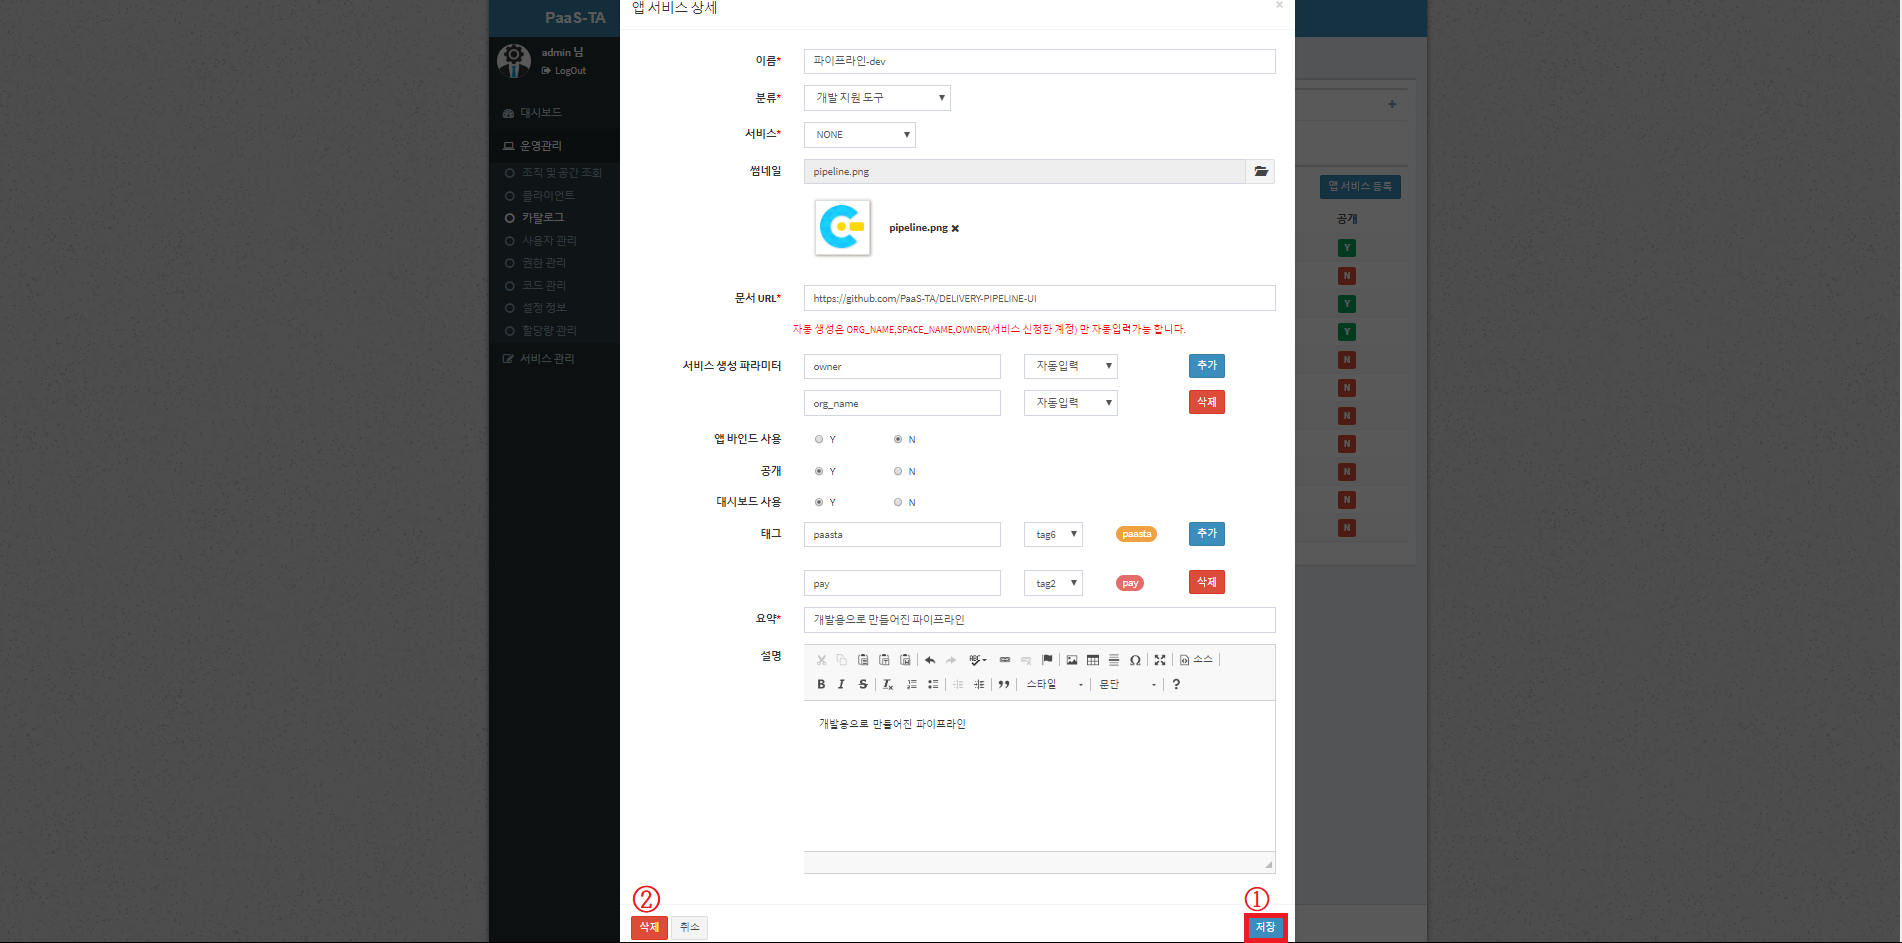 PaaS-TA
admin 님
LogOut
대시보드
운영관리
조직 및 공간 조회
클라이언트
카탈로그
사용자 관리
권한 관리
코드 관리
설정 정보
할당량 관리
서비스 관리
앱 서비스 상세
×
이름* 파이프라인-dev
분류* 개발 지원 도구
서비스* NONE
썸네일 pipeline.png
pipeline.png
문서 URL* https://github.com/PaaS-TA/DELIVERY-PIPELINE-UI
자동 생성은 ORG_NAME,SPACE_NAME,OWNER(서비스 신청한 계정) 만 자동입력가능 합니다.
서비스 생성 파라미터 owner 자동입력 추가
org_name 자동입력 삭제
앱 바인드 사용 Y N
공개 Y N
대시보드 사용 Y N
태그 paasta tag6 paasta 추가
pay tag2 pay 삭제
요약* 개발용으로 만들어진 파이프라인
설명
ABC 소스
B I S Ix 스타일 문단 ?
개발용으로 만들어진 파이프라인
② ①
삭제 취소 저장
+
앱 서비스 등록
공개
Y
N
Y
Y
N
N
N
N
N
N
N